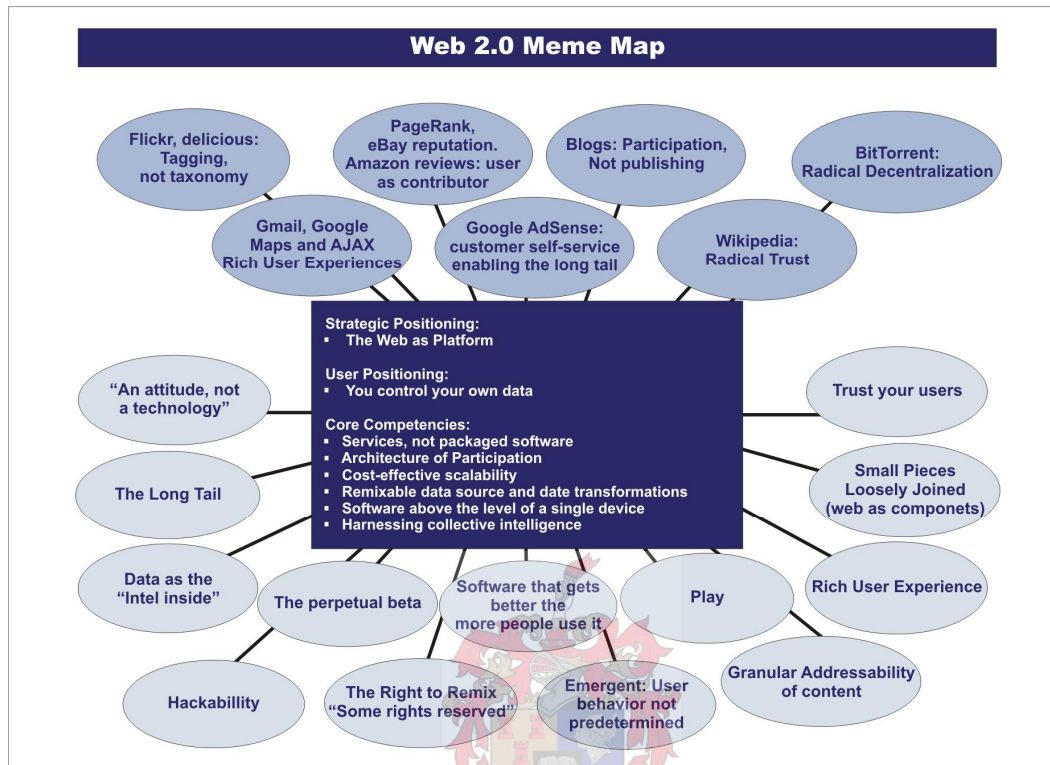 Web 2.0 Meme Map
Flickr, delicious:
Tagging,
not taxonomy
PageRank,
eBay reputation.
Amazon reviews: user
as contributor
Blogs: Participation,
Not publishing
BitTorrent:
Radical Decentralization
Gmail, Google
Maps and AJAX
Rich User Experiences
Google AdSense:
customer self-service
enabling the long tail
Wikipedia:
Radical Trust
Strategic Positioning:
▪ The Web as Platform
User Positioning:
▪ You control your own data
Core Competencies:
▪ Services, not packaged software
▪ Architecture of Participation
▪ Cost-effective scalability
▪ Remixable data source and date transformations
▪ Software above the level of a single device
▪ Harnessing collective intelligence
“An attitude, not
a technology”
Trust your users
The Long Tail
Small Pieces
Loosely Joined
(web as componets)
Data as the
“Intel inside”
The perpetual beta
Software that gets
better the
more people use it
Play
Rich User Experience
Hackabillity
The Right to Remix
“Some rights reserved”
Emergent: User
behavior not
predetermined
Granular Addressability
of content